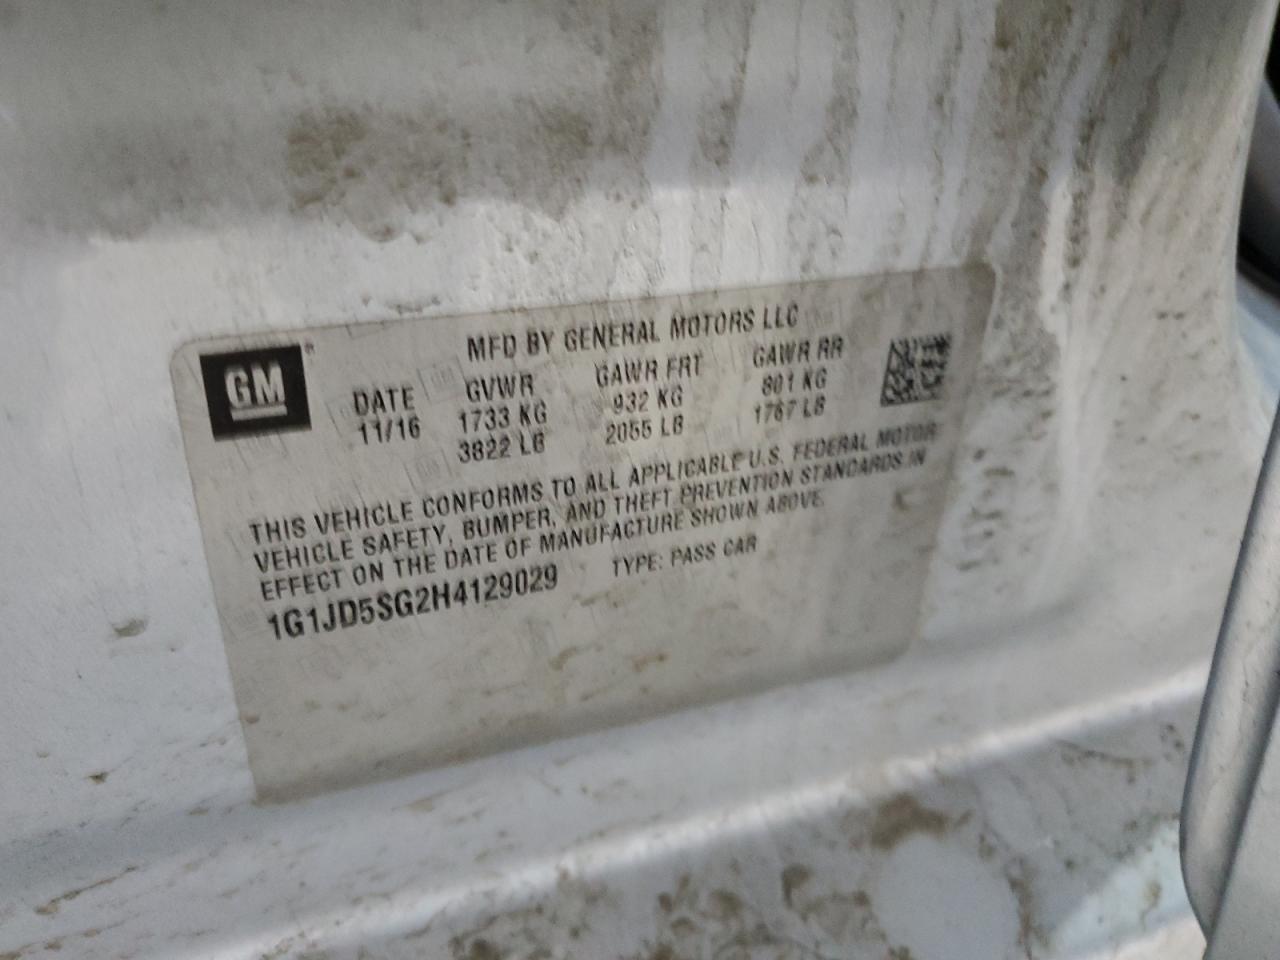 GM®
MFD BY GENERAL MOTORS LLC
DATE GVWR GAWR FRT GAWR RR
11/16 1733 KG 932 KG 801 KG
3822 LB 2055 LB 1767 LB
THIS VEHICLE CONFORMS TO ALL APPLICABLE U.S. FEDERAL MOTOR
VEHICLE SAFETY, BUMPER, AND THEFT PREVENTION STANDARDS IN
EFFECT ON THE DATE OF MANUFACTURE SHOWN ABOVE.
1G1JD5SG2H4129029 TYPE: PASS CAR